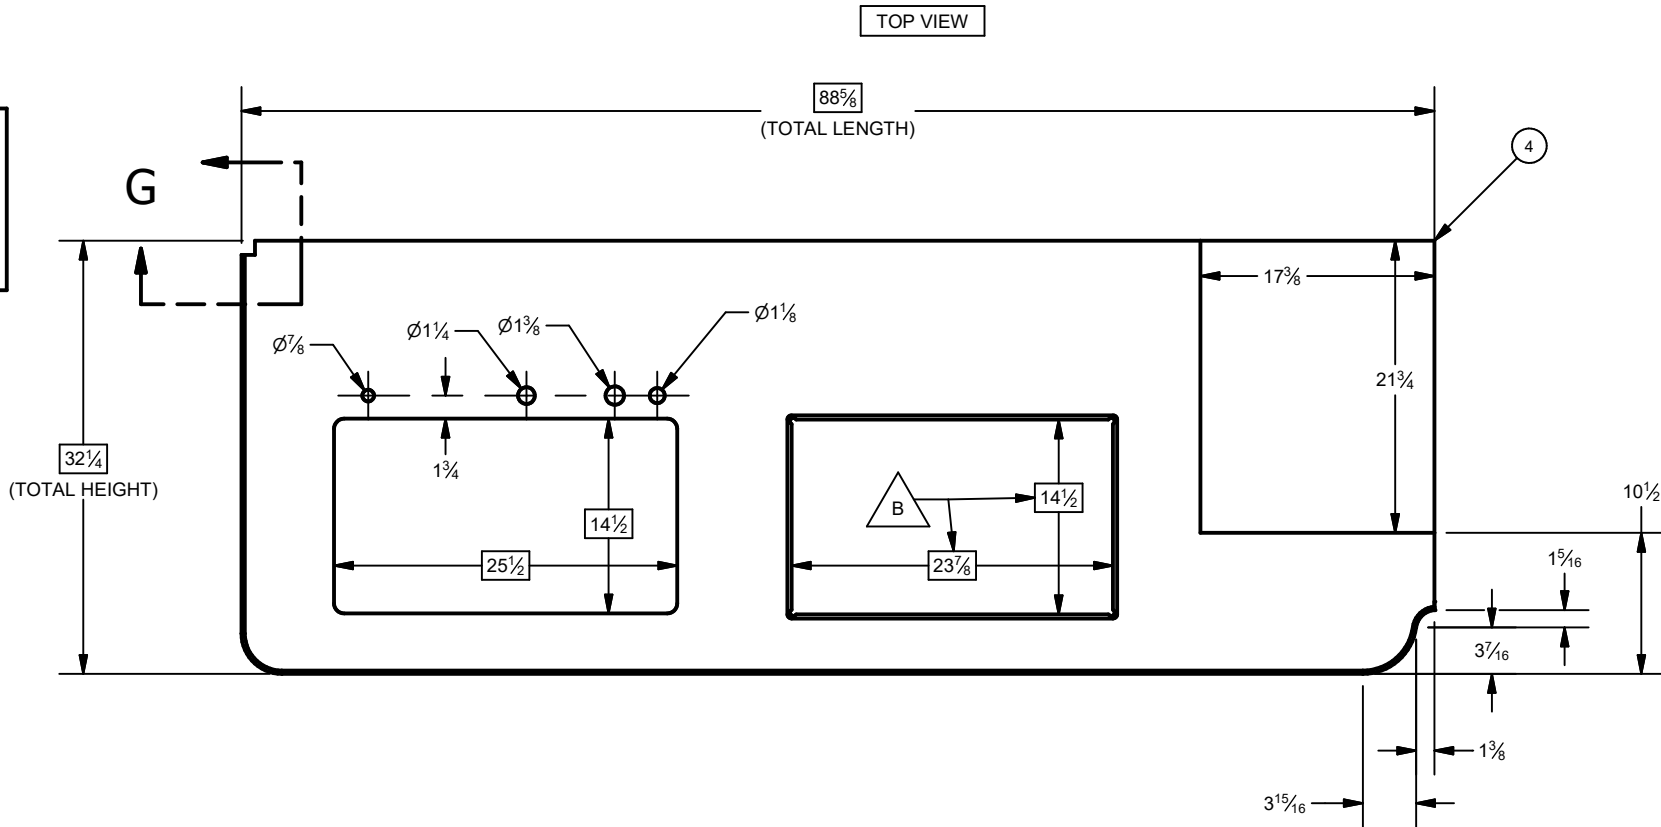 TOP VIEW
88⅝
(TOTAL LENGTH)
4
G
17⅜
Ø⅞
Ø1¼
Ø1⅜
Ø1⅛
21¾
32¼
(TOTAL HEIGHT)
1¾
14½
25½
B
14½
23⅞
10½
1⁵⁄₁₆
3⁷⁄₁₆
1⅜
3¹⁵⁄₁₆